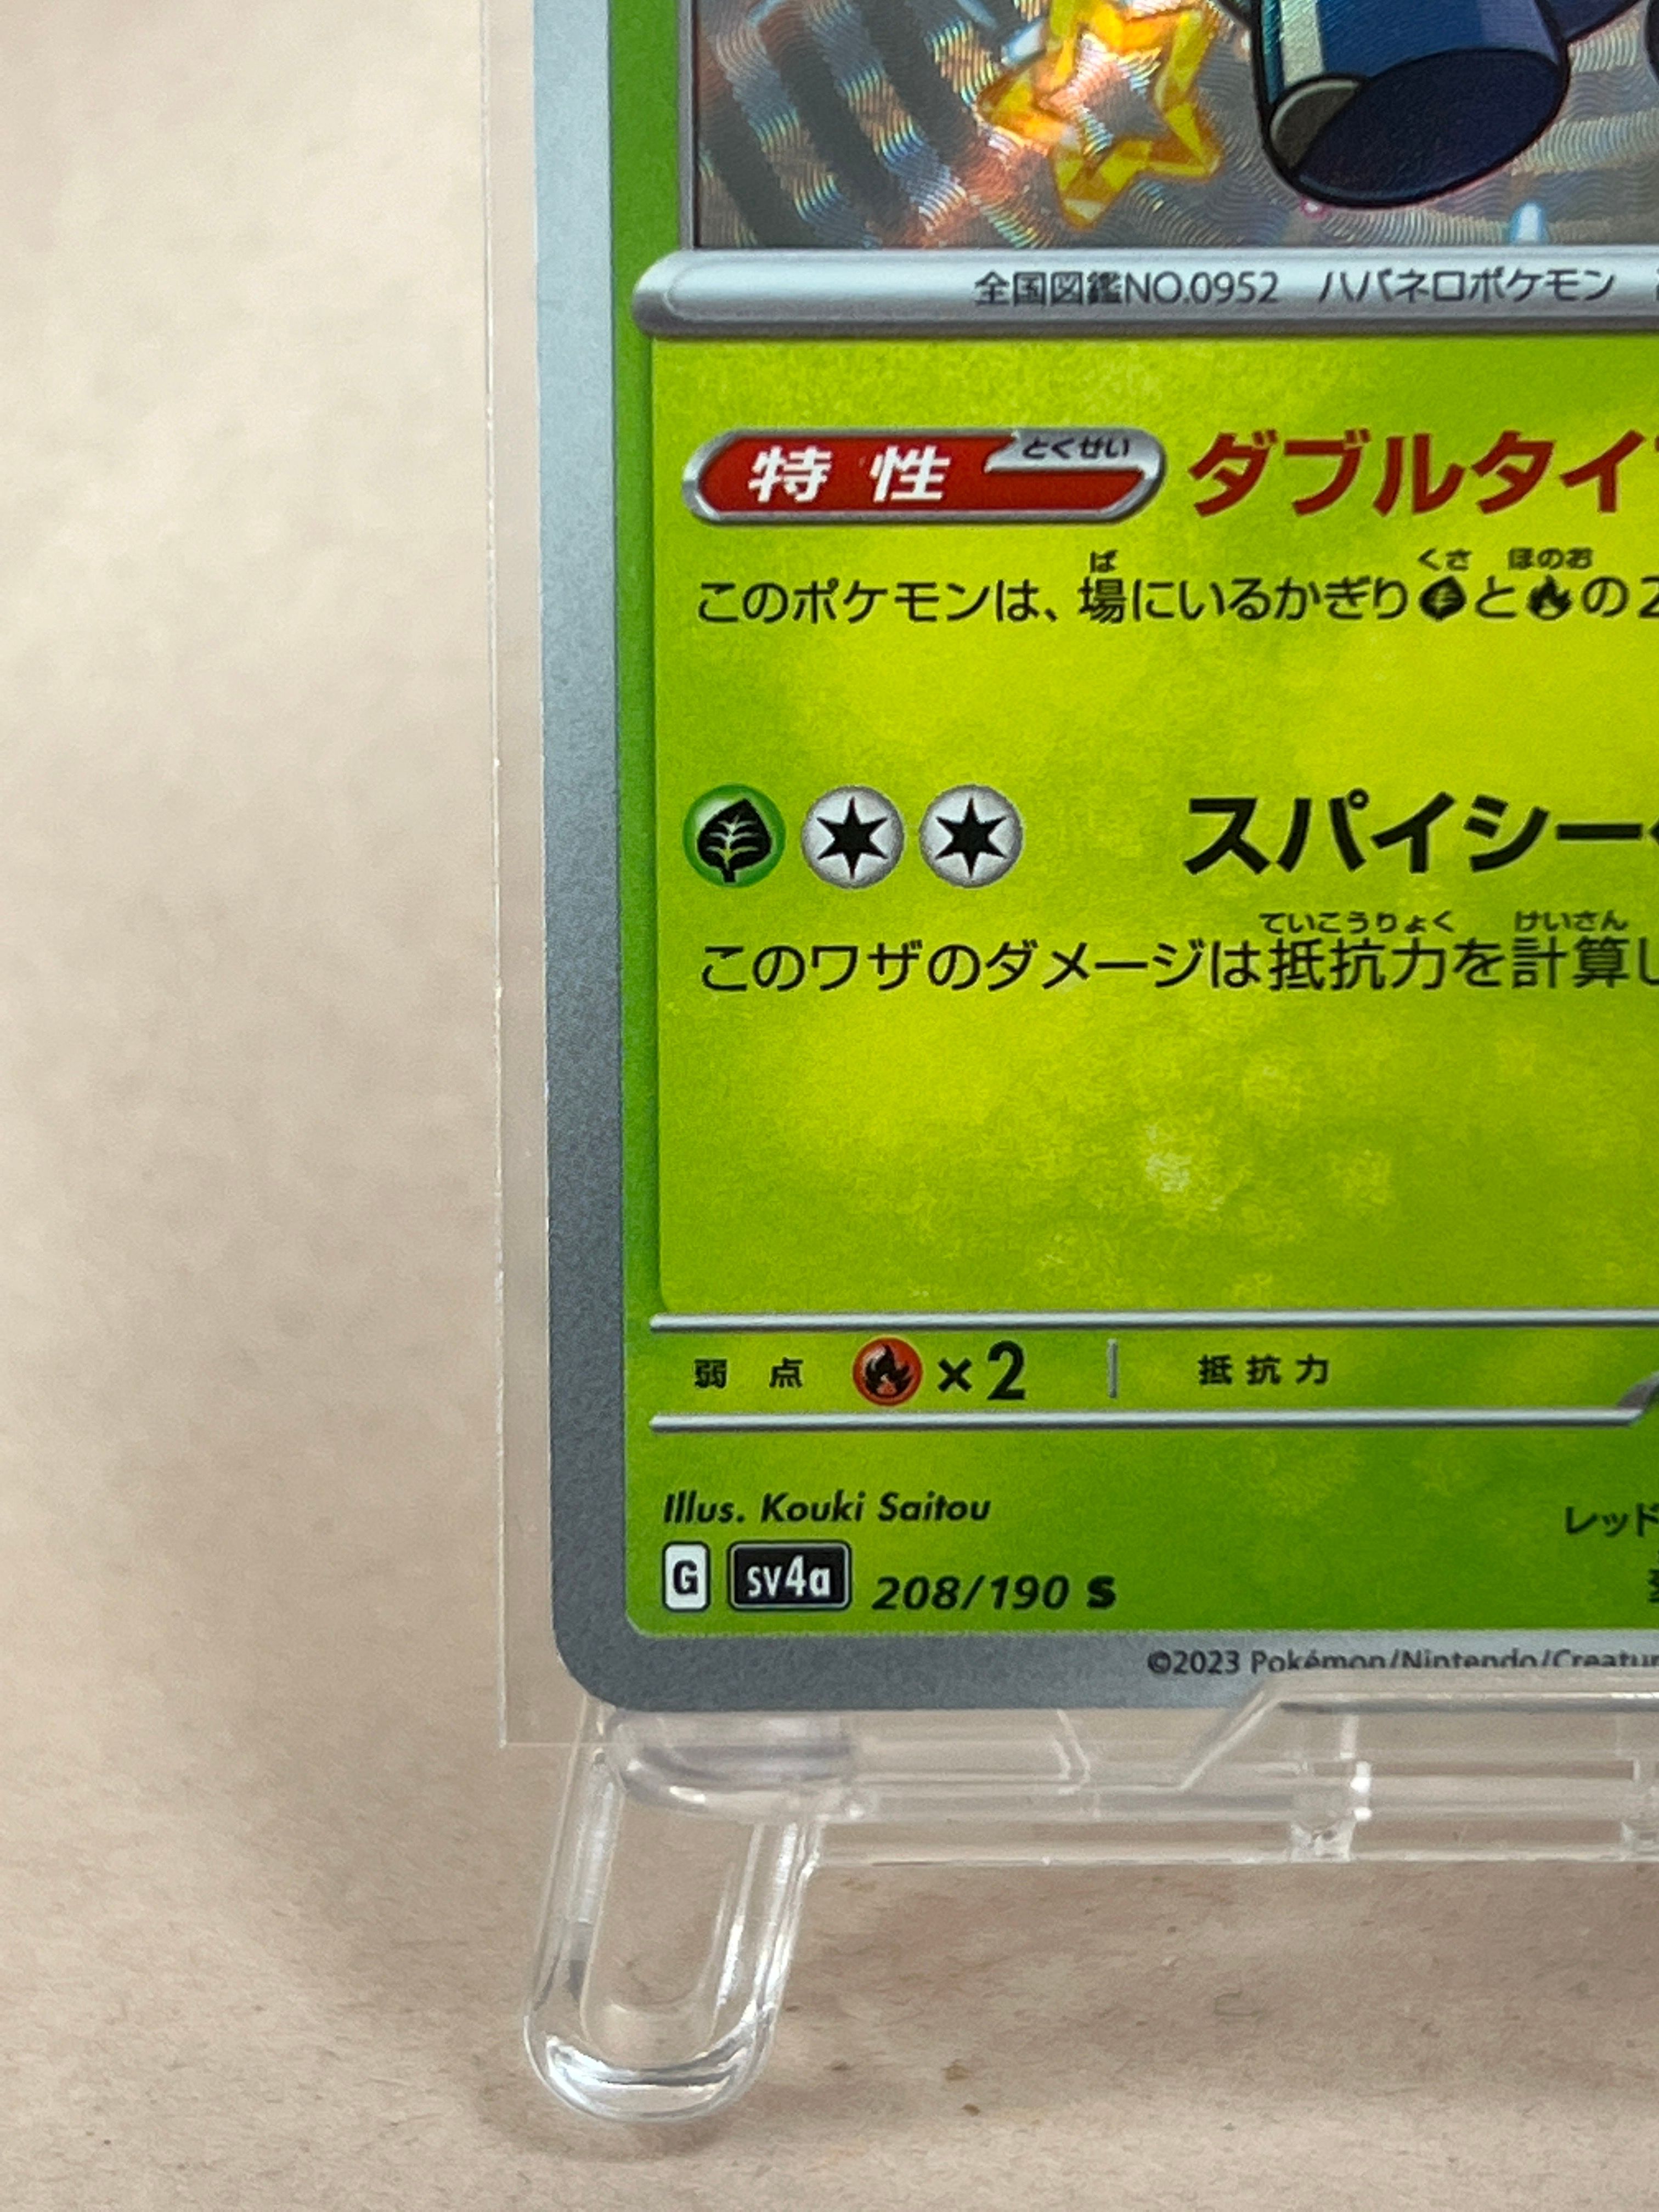 全国図鑑NO.0952 ハバネロポケモン
特性 とくせい ダブルタイ
ば くさ ほのお
このポケモンは、場にいるかぎりとの2
スパイシー
ていこうりょく けいさん
このワザのダメージは抵抗力を計算し
弱点 ×2 抵抗力
Illus. Kouki Saitou
レッド
G sv4a 208/190 S
©2023 Pokémon/Nintendo/Creatur